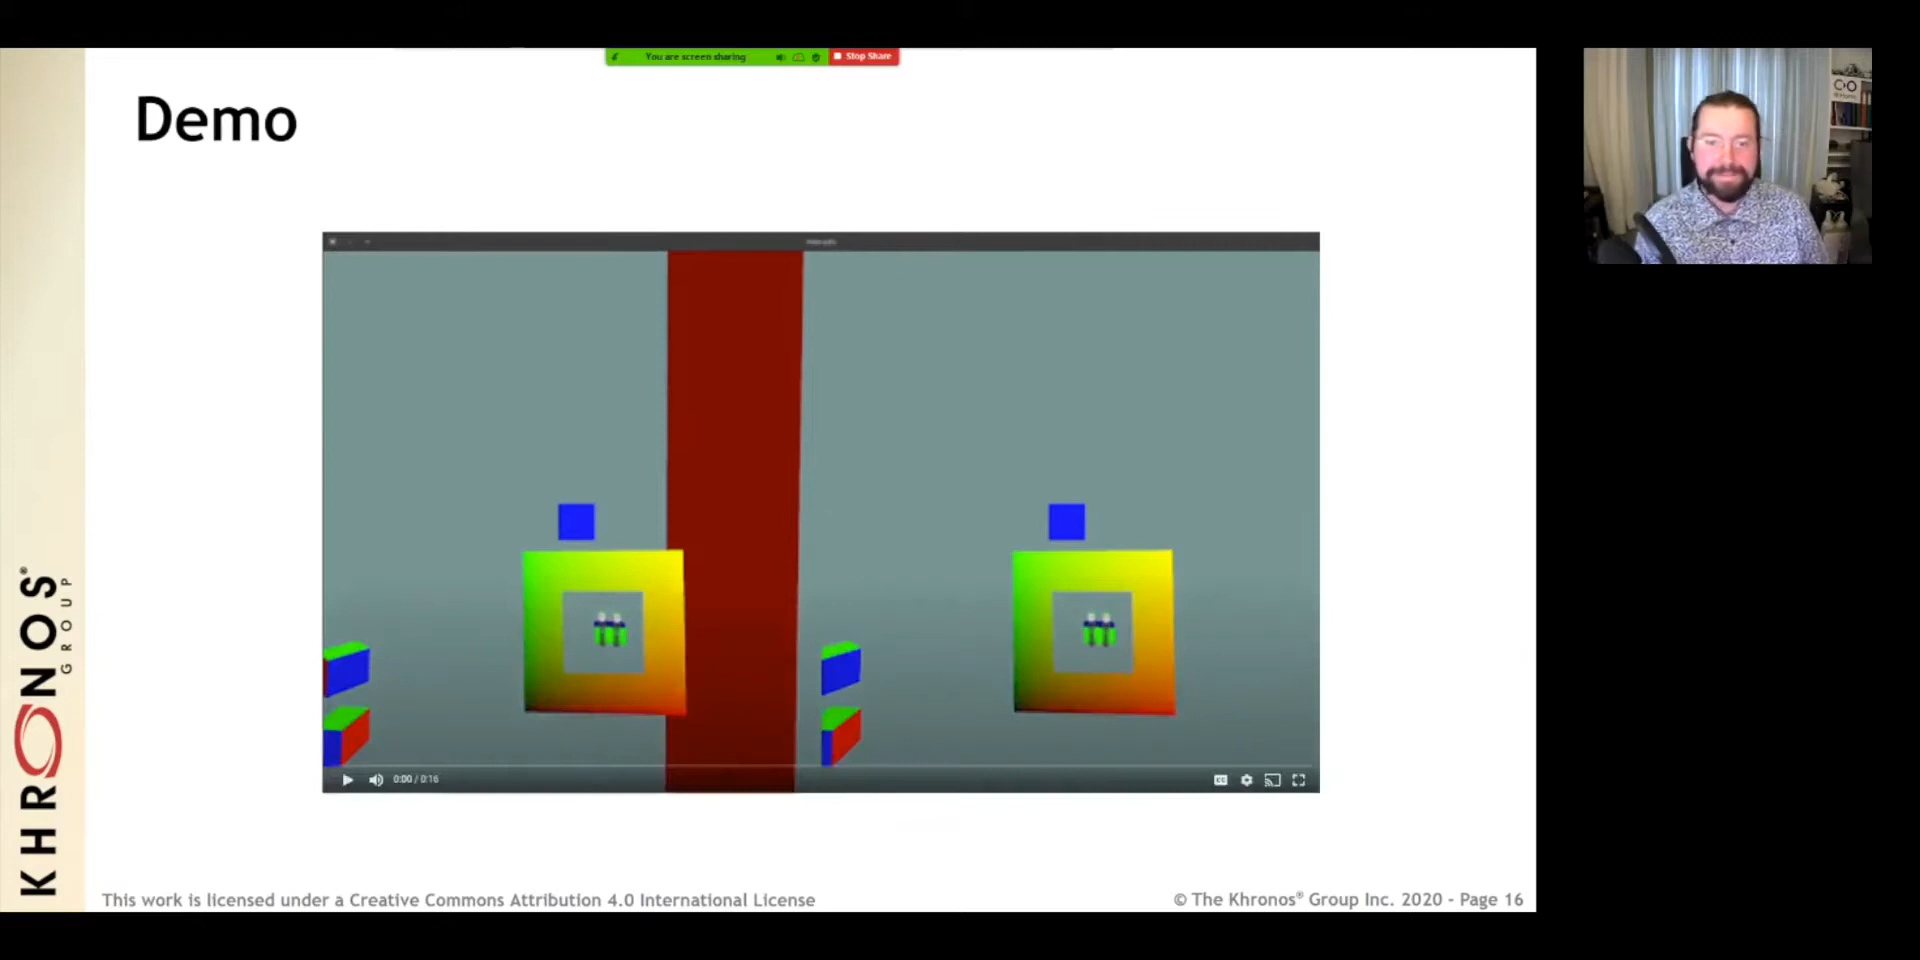 You are screen sharing
Stop Share
Demo
0:00 / 0:16
CC
KHRONOS®
GROUP
This work is licensed under a Creative Commons Attribution 4.0 International License
© The Khronos® Group Inc. 2020 - Page 16